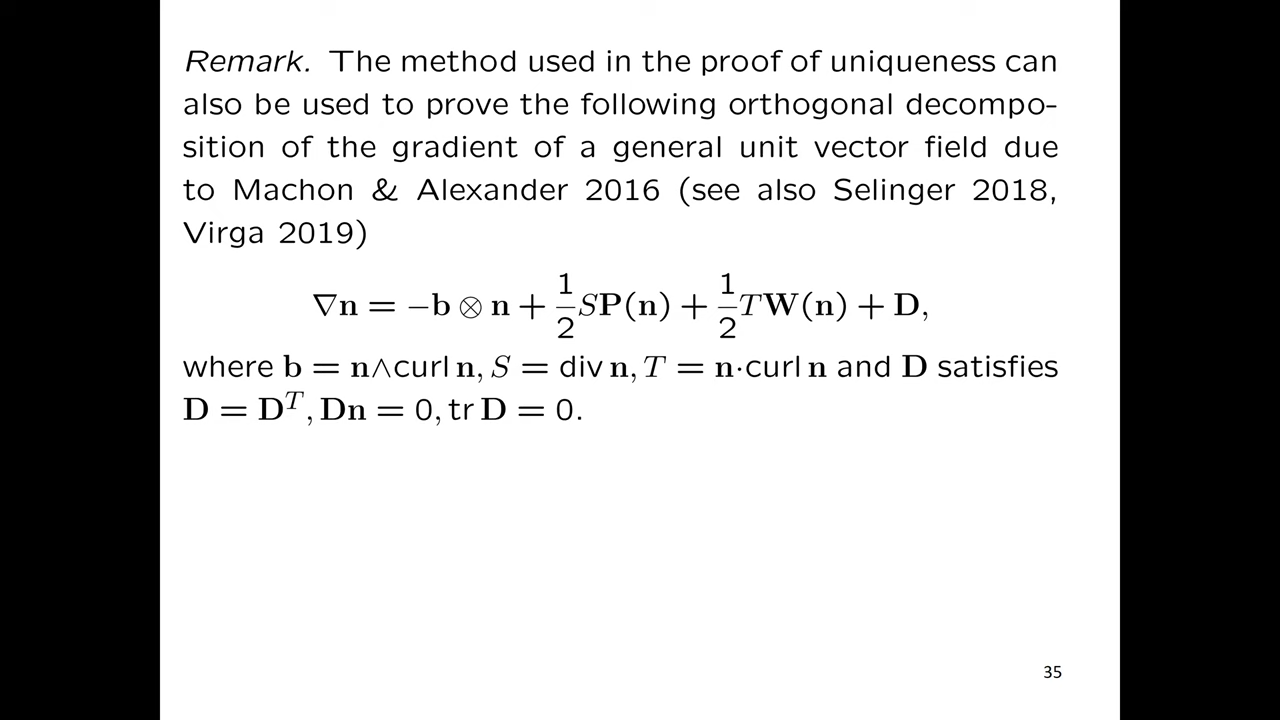 Remark. The method used in the proof of uniqueness can
also be used to prove the following orthogonal decompo-
sition of the gradient of a general unit vector field due
to Machon & Alexander 2016 (see also Selinger 2018,
Virga 2019)
∇n = −b ⊗ n + 1/2 SP(n) + 1/2 TW(n) + D,
where b = n∧curl n, S = div n, T = n·curl n and D satisfies
D = D^T, Dn = 0, tr D = 0.
35